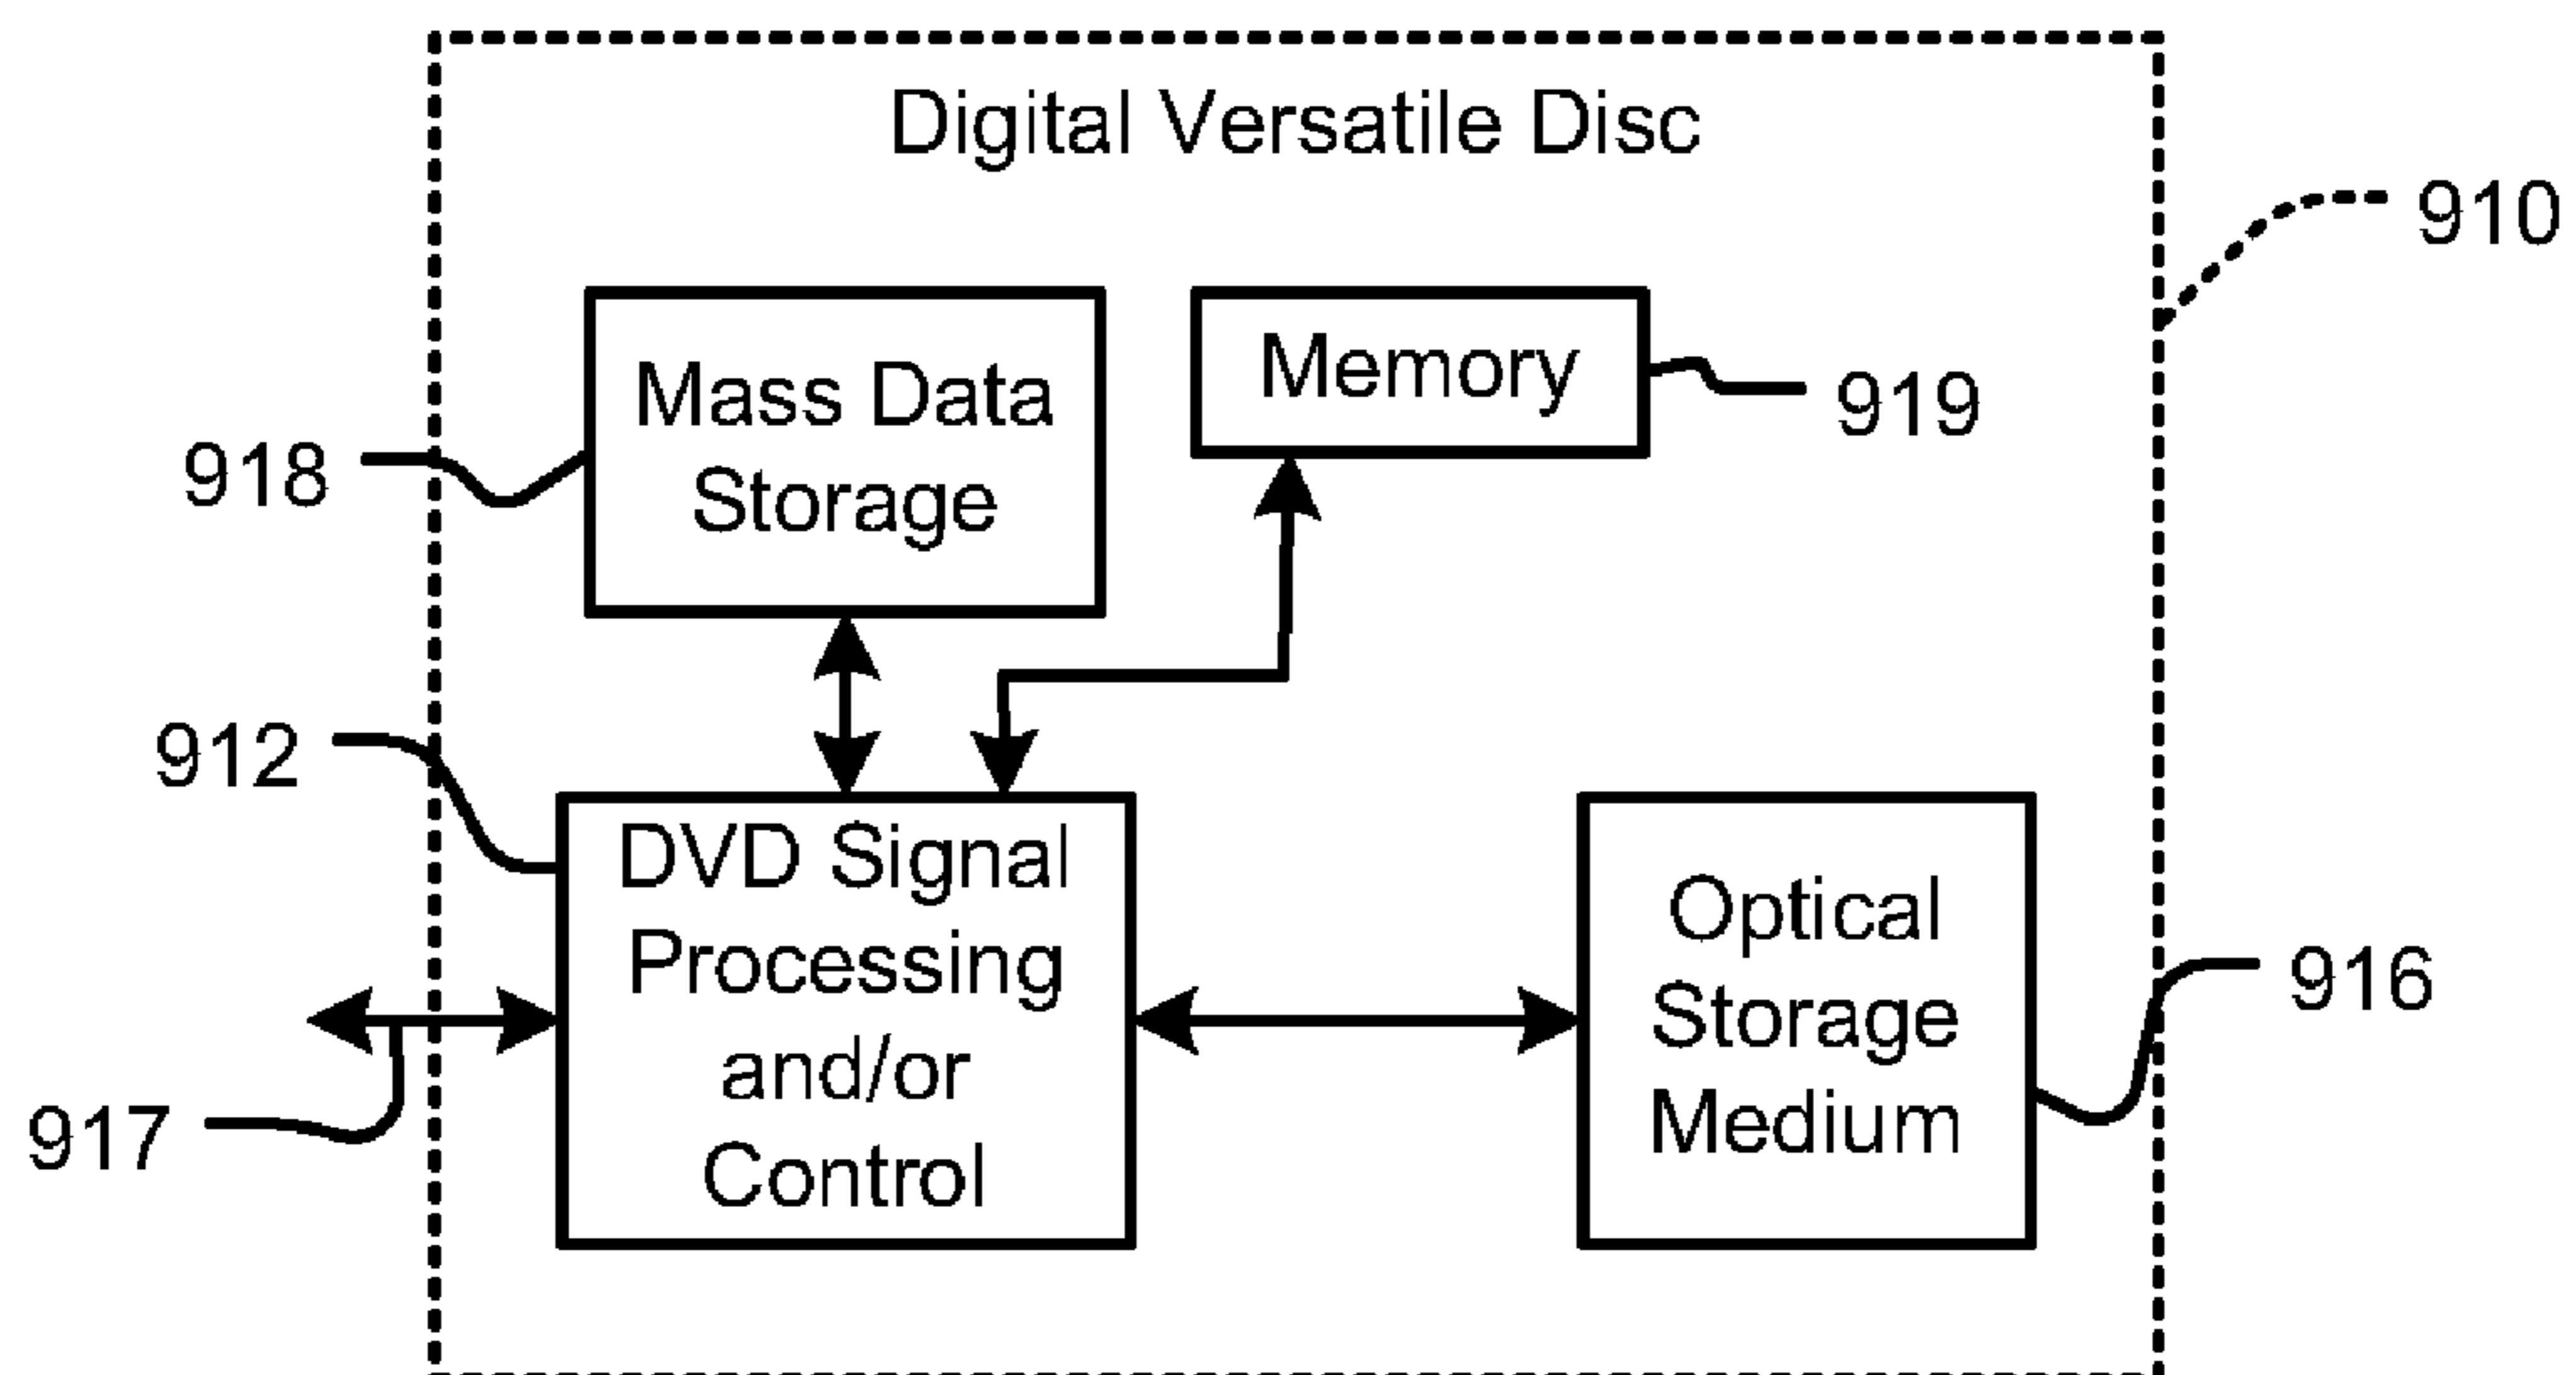 Digital Versatile Disc
910
Mass Data
Storage
Memory
919
918
912
DVD Signal
Processing
and/or
Control
Optical
Storage
Medium
916
917